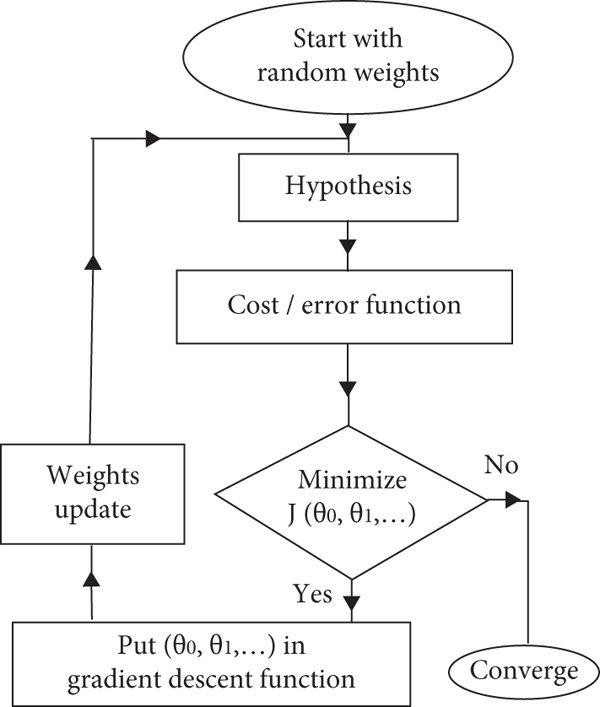 Start with
random weights
Hypothesis
Cost / error function
Minimize
J (θ0, θ1,…)
No
Yes
Weights
update
Put (θ0, θ1,…) in
gradient descent function
Converge